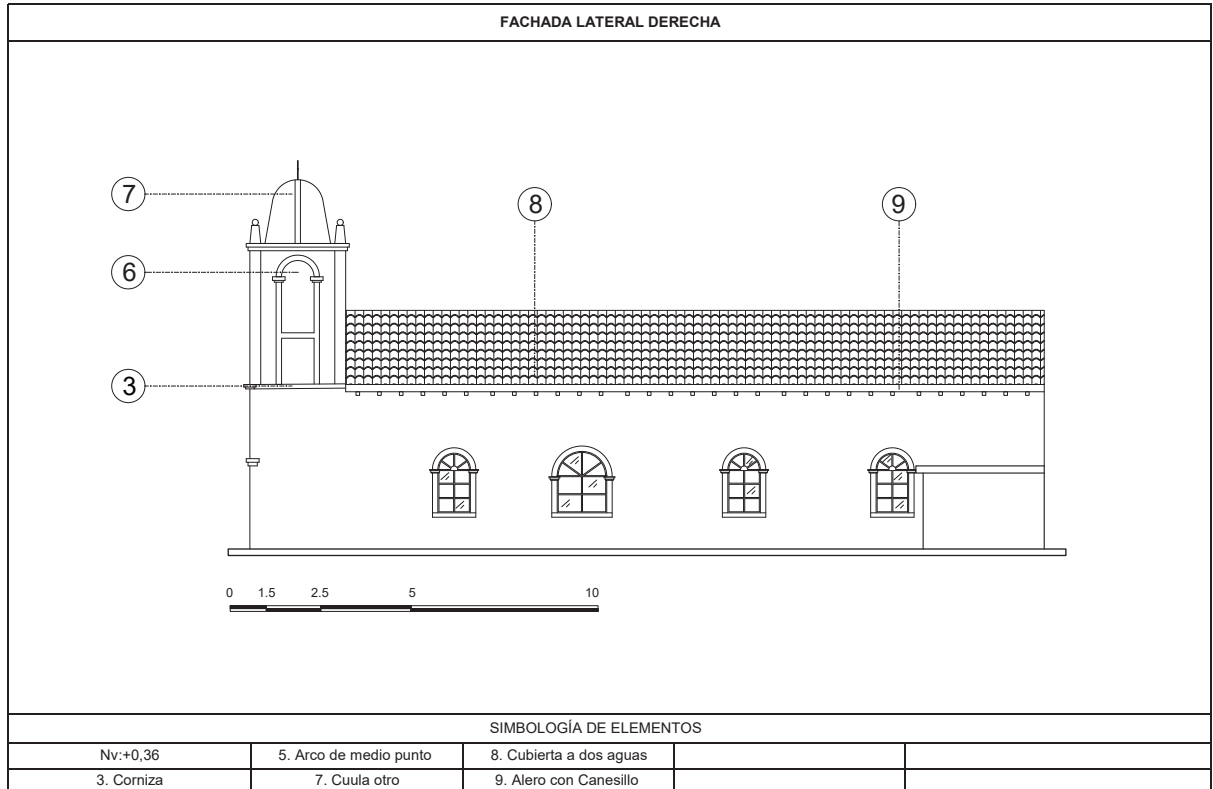 FACHADA LATERAL DERECHA
7
8
9
6
3
0 1.5 2.5 5 10
SIMBOLOGÍA DE ELEMENTOS
Nv:+0,36 5. Arco de medio punto 8. Cubierta a dos aguas
3. Corniza 7. Cuula otro 9. Alero con Canesillo